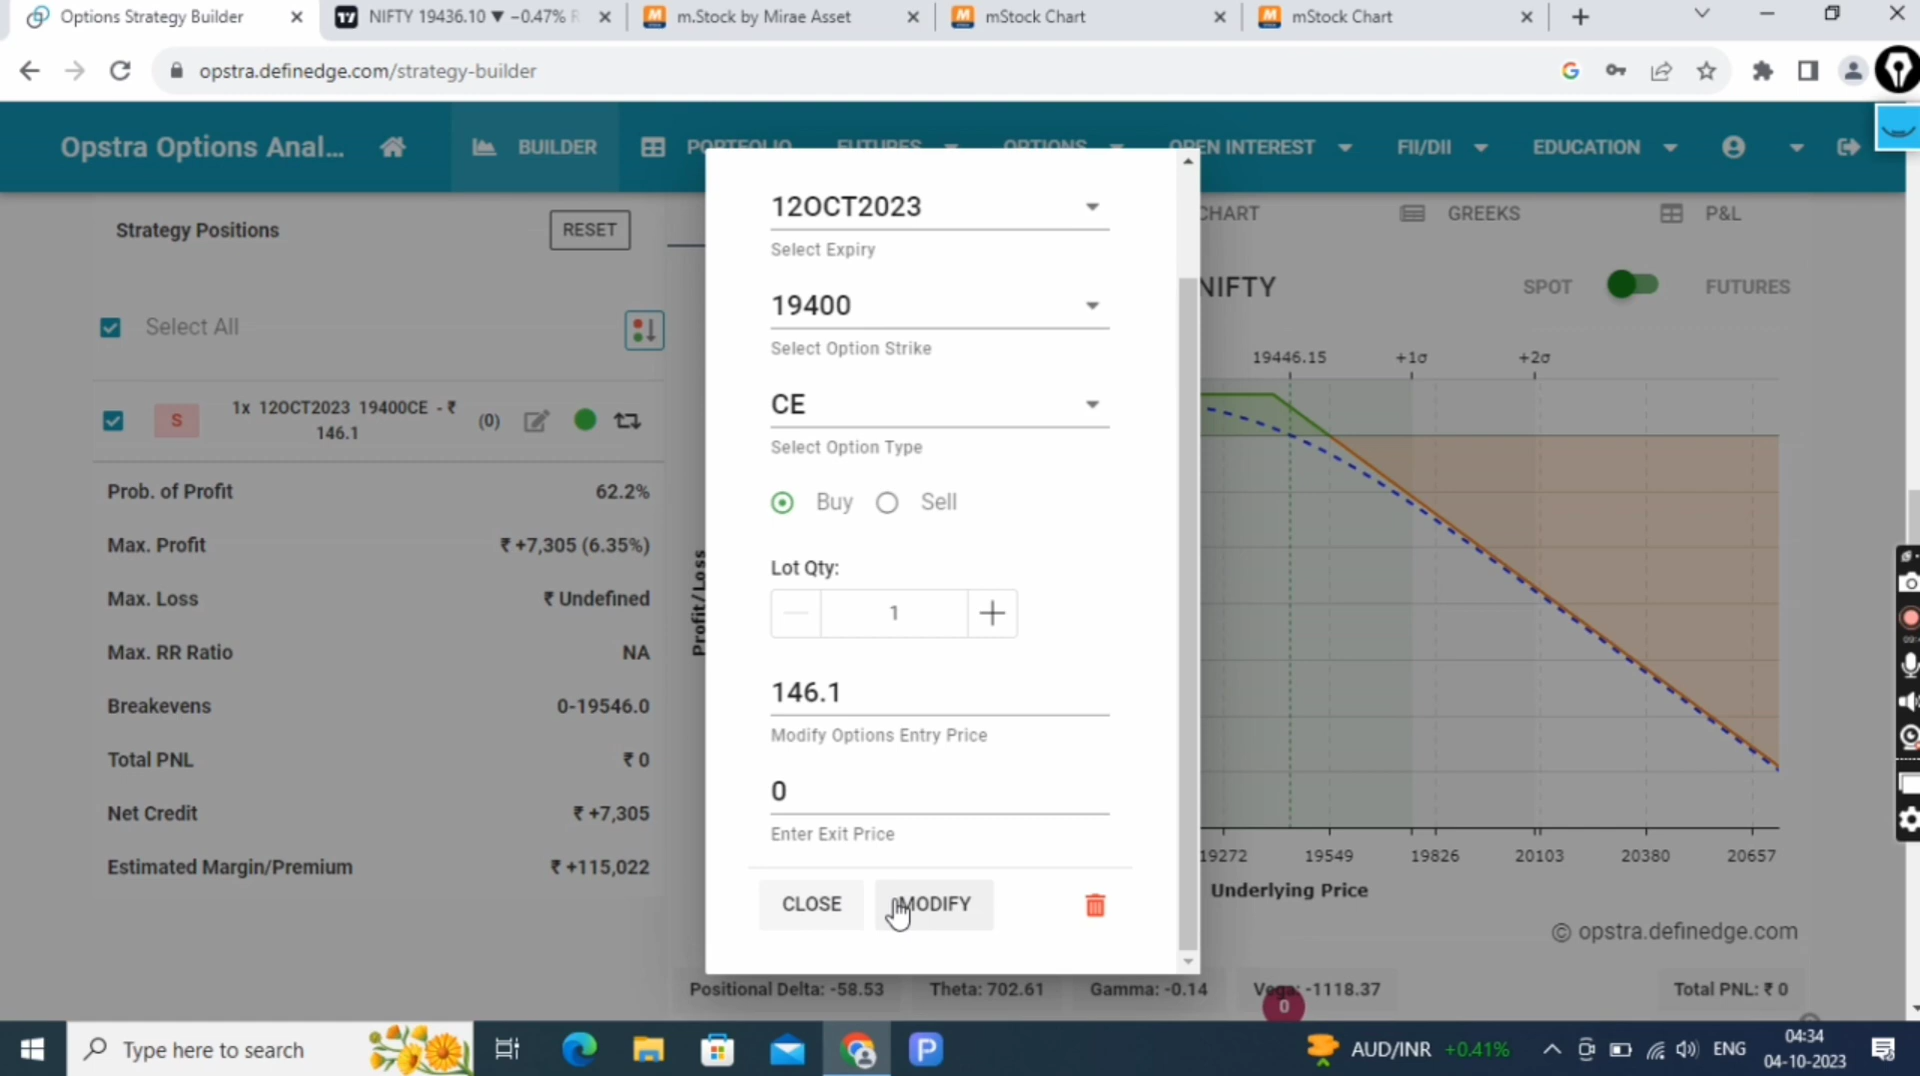 Options Strategy Builder
NIFTY 19436.10 ▼ −0.47% R
m.Stock by Mirae Asset
mStock Chart
mStock Chart
opstra.definedge.com/strategy-builder
Opstra Options Anal...
BUILDER
PORTFOLIO
FUTURES
OPTIONS
OPEN INTEREST
FII/DII
EDUCATION
Strategy Positions
RESET
Select All
S
1x 12OCT2023 19400CE - ₹
146.1
(0)
Prob. of Profit 62.2%
Max. Profit ₹ +7,305 (6.35%)
Max. Loss ₹ Undefined
Max. RR Ratio NA
Breakevens 0-19546.0
Total PNL ₹ 0
Net Credit ₹ +7,305
Estimated Margin/Premium ₹ +115,022
12OCT2023
Select Expiry
19400
Select Option Strike
CE
Select Option Type
Buy Sell
Lot Qty:
1
146.1
Modify Options Entry Price
0
Enter Exit Price
CLOSE
MODIFY
CHART
GREEKS
P&L
NIFTY
SPOT
FUTURES
19446.15 +1σ +2σ
Profit/Loss
19272 19549 19826 20103 20380 20657
Underlying Price
© opstra.definedge.com
Positional Delta: -58.53
Theta: 702.61
Gamma: -0.14
Vega: -1118.37
0
Total PNL: ₹ 0
Type here to search
AUD/INR +0.41%
ENG
04:34
04-10-2023